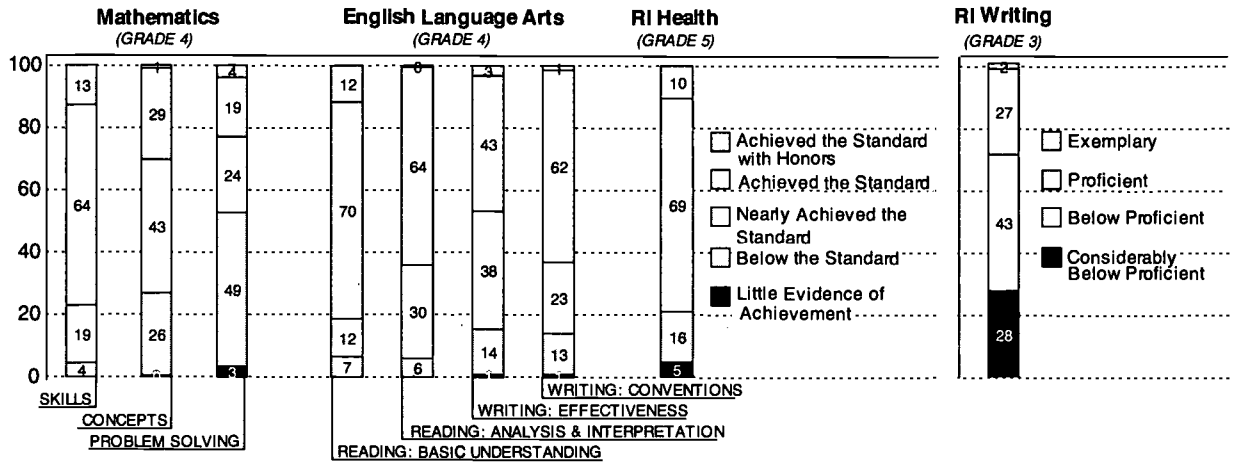 Mathematics
(GRADE 4)
English Language Arts
(GRADE 4)
RI Health
(GRADE 5)
RI Writing
(GRADE 3)
100
80
60
40
20
0
13
64
19
4
1
29
43
26
4
19
24
49
3
12
70
12
7
0
64
30
6
3
43
38
14
1
62
23
13
10
69
16
5
Achieved the Standard
with Honors
Achieved the Standard
Nearly Achieved the
Standard
Below the Standard
Little Evidence of
Achievement
2
27
43
28
Exemplary
Proficient
Below Proficient
Considerably
Below Proficient
SKILLS
CONCEPTS
PROBLEM SOLVING
WRITING: CONVENTIONS
WRITING: EFFECTIVENESS
READING: ANALYSIS & INTERPRETATION
READING: BASIC UNDERSTANDING